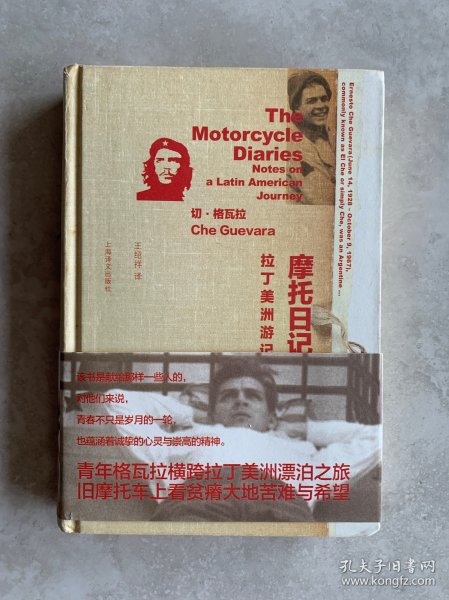 The
Motorcycle
Diaries
Notes on
a Latin American
Journey
切·格瓦拉
Che Guevara
Ernesto Che Guevara(June 14, 1928 - October 9, 1967),
commonly known as El Che or simply Che, was an Argentine ...
摩托日记
拉丁美洲游记
王绍祥 译
上海译文出版社
该书是献给那样一些人的,
对他们来说,
青春不只是岁月的一轮,
也蕴涵着诚挚的心灵与崇高的精神。
青年格瓦拉横跨拉丁美洲漂泊之旅
旧摩托车上看贫瘠大地苦难与希望
孔夫子旧书网
www.kongfz.com